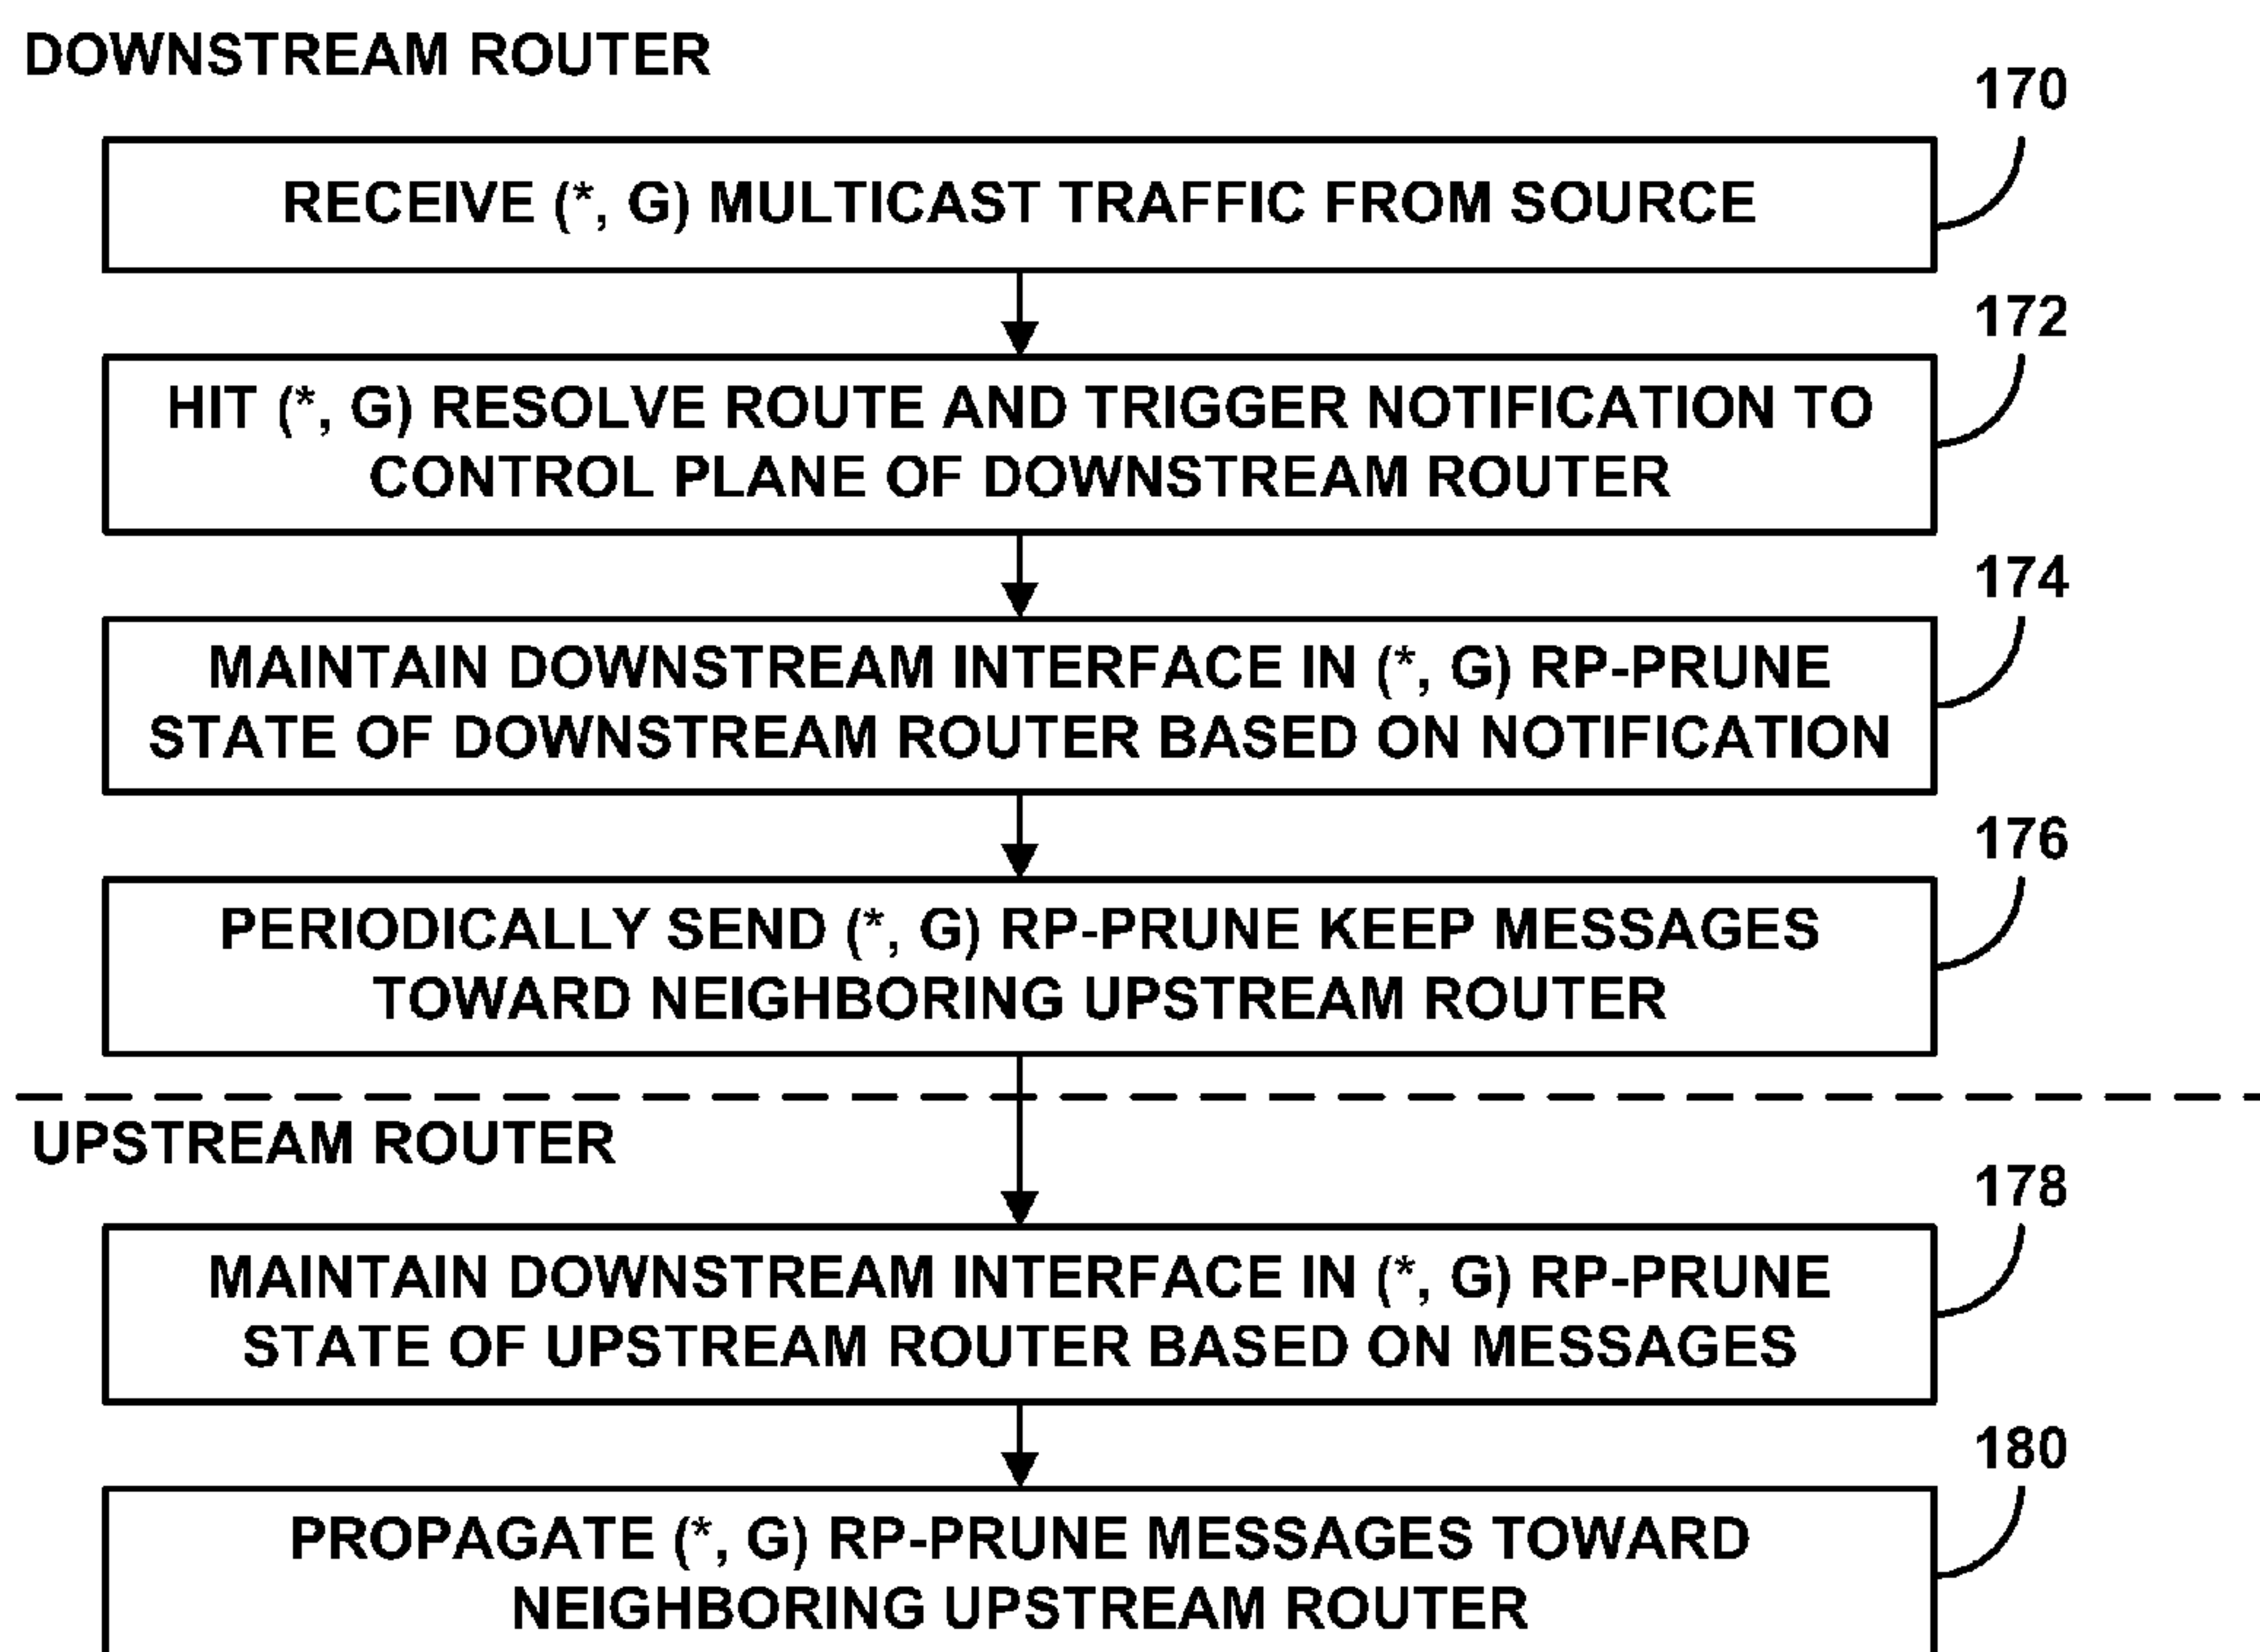 DOWNSTREAM ROUTER
170
RECEIVE (*, G) MULTICAST TRAFFIC FROM SOURCE
172
HIT (*, G) RESOLVE ROUTE AND TRIGGER NOTIFICATION TO
CONTROL PLANE OF DOWNSTREAM ROUTER
174
MAINTAIN DOWNSTREAM INTERFACE IN (*, G) RP-PRUNE
STATE OF DOWNSTREAM ROUTER BASED ON NOTIFICATION
176
PERIODICALLY SEND (*, G) RP-PRUNE KEEP MESSAGES
TOWARD NEIGHBORING UPSTREAM ROUTER
UPSTREAM ROUTER
178
MAINTAIN DOWNSTREAM INTERFACE IN (*, G) RP-PRUNE
STATE OF UPSTREAM ROUTER BASED ON MESSAGES
180
PROPAGATE (*, G) RP-PRUNE MESSAGES TOWARD
NEIGHBORING UPSTREAM ROUTER